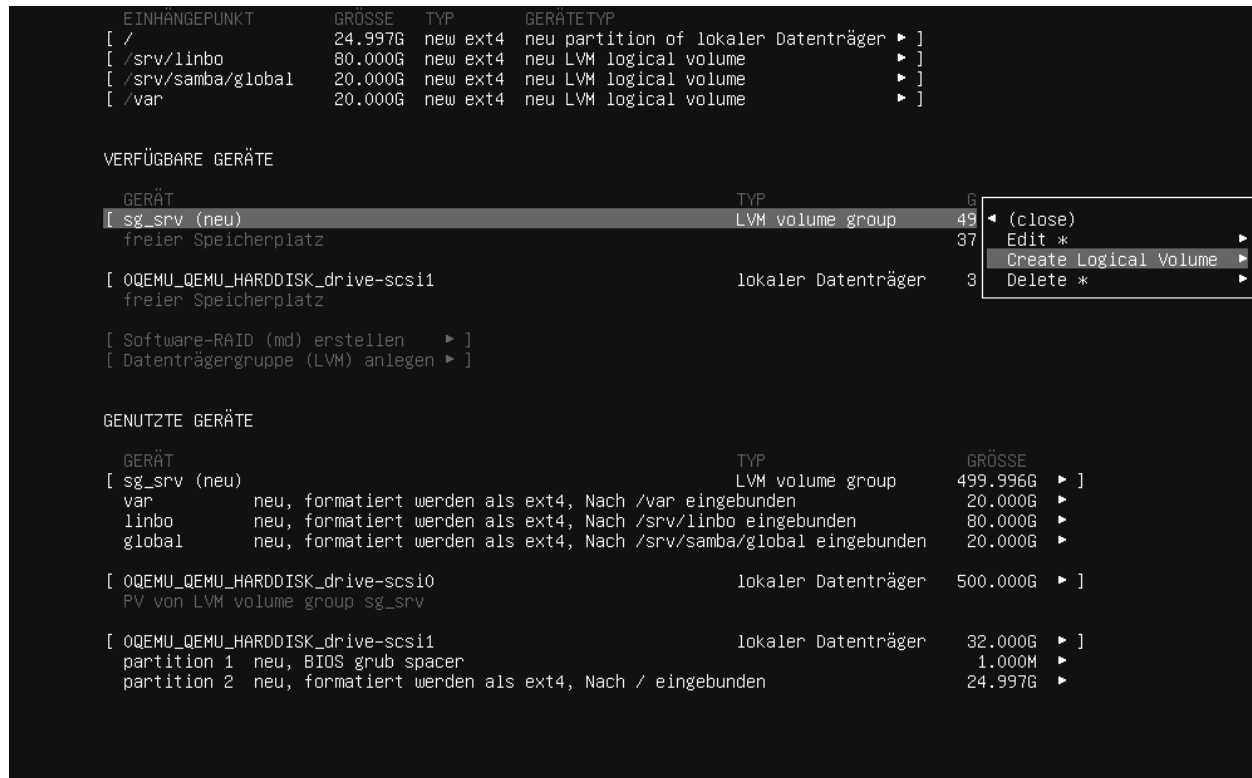 EINHÄNGEPUNKT GRÖSSE TYP GERÄTETYP
[ / 24.997G new ext4 neu partition of lokaler Datenträger ▸ ]
[ /srv/linbo 80.000G new ext4 neu LVM logical volume ▸ ]
[ /srv/samba/global 20.000G new ext4 neu LVM logical volume ▸ ]
[ /var 20.000G new ext4 neu LVM logical volume ▸ ]
VERFÜGBARE GERÄTE
GERÄT TYP G
[ sg_srv (neu) LVM volume group 49 ◂ (close)
freier Speicherplatz 37 Edit * ▸
Create Logical Volume ▸
[ 0QEMU_QEMU_HARDDISK_drive-scsi1 lokaler Datenträger 3 Delete * ▸
freier Speicherplatz
[ Software-RAID (md) erstellen ▸ ]
[ Datenträgergruppe (LVM) anlegen ▸ ]
GENUTZTE GERÄTE
GERÄT TYP GRÖSSE
[ sg_srv (neu) LVM volume group 499.996G ▸ ]
var neu, formatiert werden als ext4, Nach /var eingebunden 20.000G ▸
linbo neu, formatiert werden als ext4, Nach /srv/linbo eingebunden 80.000G ▸
global neu, formatiert werden als ext4, Nach /srv/samba/global eingebunden 20.000G ▸
[ 0QEMU_QEMU_HARDDISK_drive-scsi0 lokaler Datenträger 500.000G ▸ ]
PV von LVM volume group sg_srv
[ 0QEMU_QEMU_HARDDISK_drive-scsi1 lokaler Datenträger 32.000G ▸ ]
partition 1 neu, BIOS grub spacer 1.000M ▸
partition 2 neu, formatiert werden als ext4, Nach / eingebunden 24.997G ▸